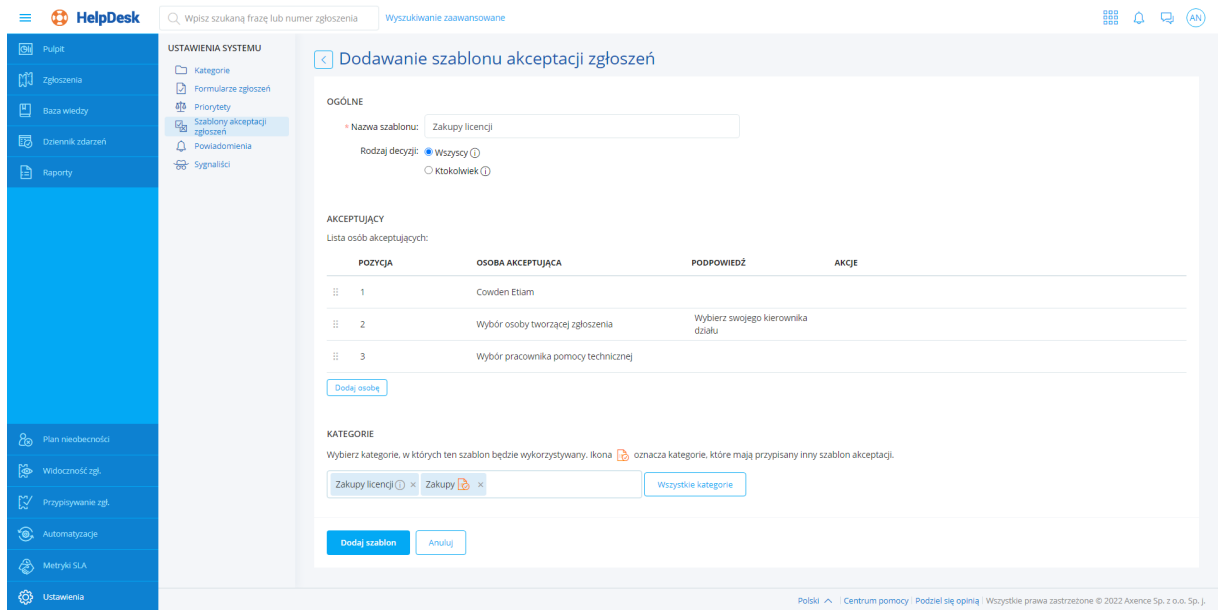 HelpDesk
Wpisz szukaną frazę lub numer zgłoszenia
Wyszukiwanie zaawansowane
AN
Pulpit
Zgłoszenia
Baza wiedzy
Dziennik zdarzeń
Raporty
Plan nieobecności
Widoczność zgł.
Przypisywanie zgł.
Automatyzacje
Metryki SLA
Ustawienia
USTAWIENIA SYSTEMU
Kategorie
Formularze zgłoszeń
Priorytety
Szablony akceptacji
zgłoszeń
Powiadomienia
Sygnaliści
Dodawanie szablonu akceptacji zgłoszeń
OGÓLNE
* Nazwa szablonu: Zakupy licencji
Rodzaj decyzji: Wszyscy
Ktokolwiek
AKCEPTUJĄCY
Lista osób akceptujących:
POZYCJA OSOBA AKCEPTUJĄCA PODPOWIEDŹ AKCJE
1 Cowden Etiam
2 Wybór osoby tworzącej zgłoszenia Wybierz swojego kierownika
działu
3 Wybór pracownika pomocy technicznej
Dodaj osobę
KATEGORIE
Wybierz kategorie, w których ten szablon będzie wykorzystywany. Ikona oznacza kategorie, które mają przypisany inny szablon akceptacji.
Zakupy licencji × Zakupy × Wszystkie kategorie
Dodaj szablon Anuluj
Polski | Centrum pomocy | Podziel się opinią | Wszystkie prawa zastrzeżone © 2022 Axence Sp. z o.o. Sp. j.